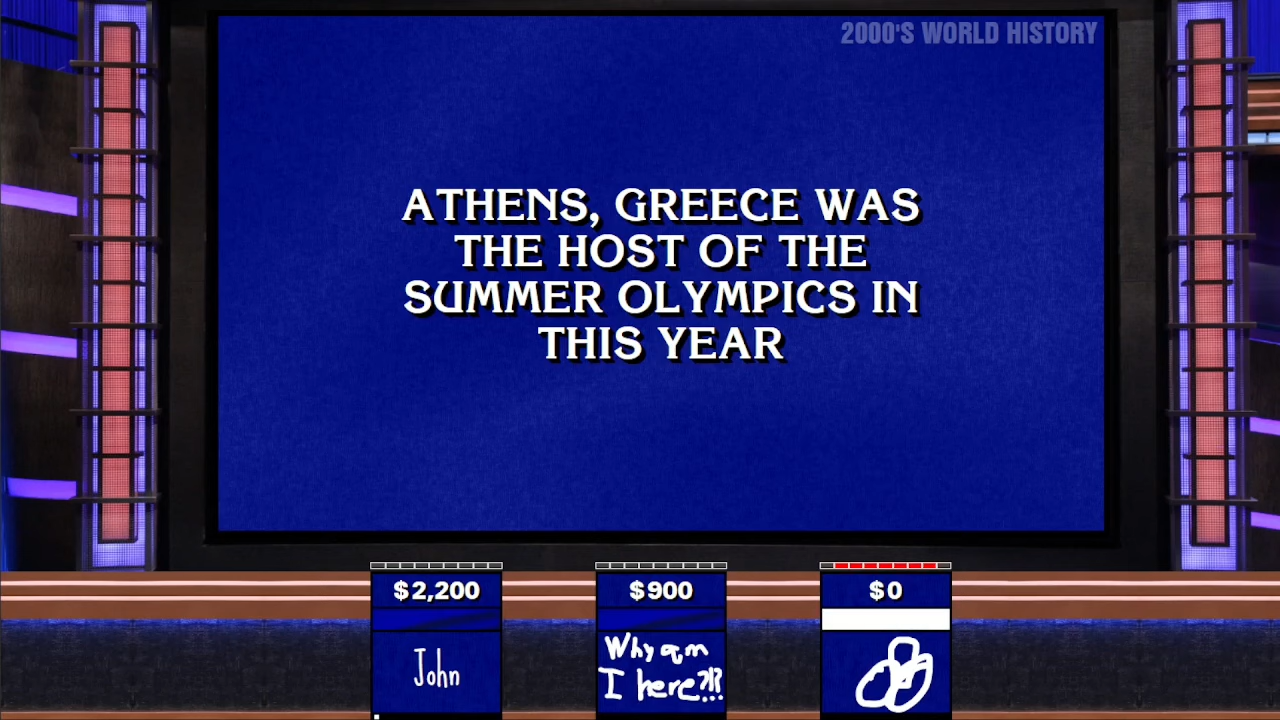 2000'S WORLD HISTORY
ATHENS, GREECE WAS
THE HOST OF THE
SUMMER OLYMPICS IN
THIS YEAR
$2,200
$900
$0
John
Why am
I here?!?